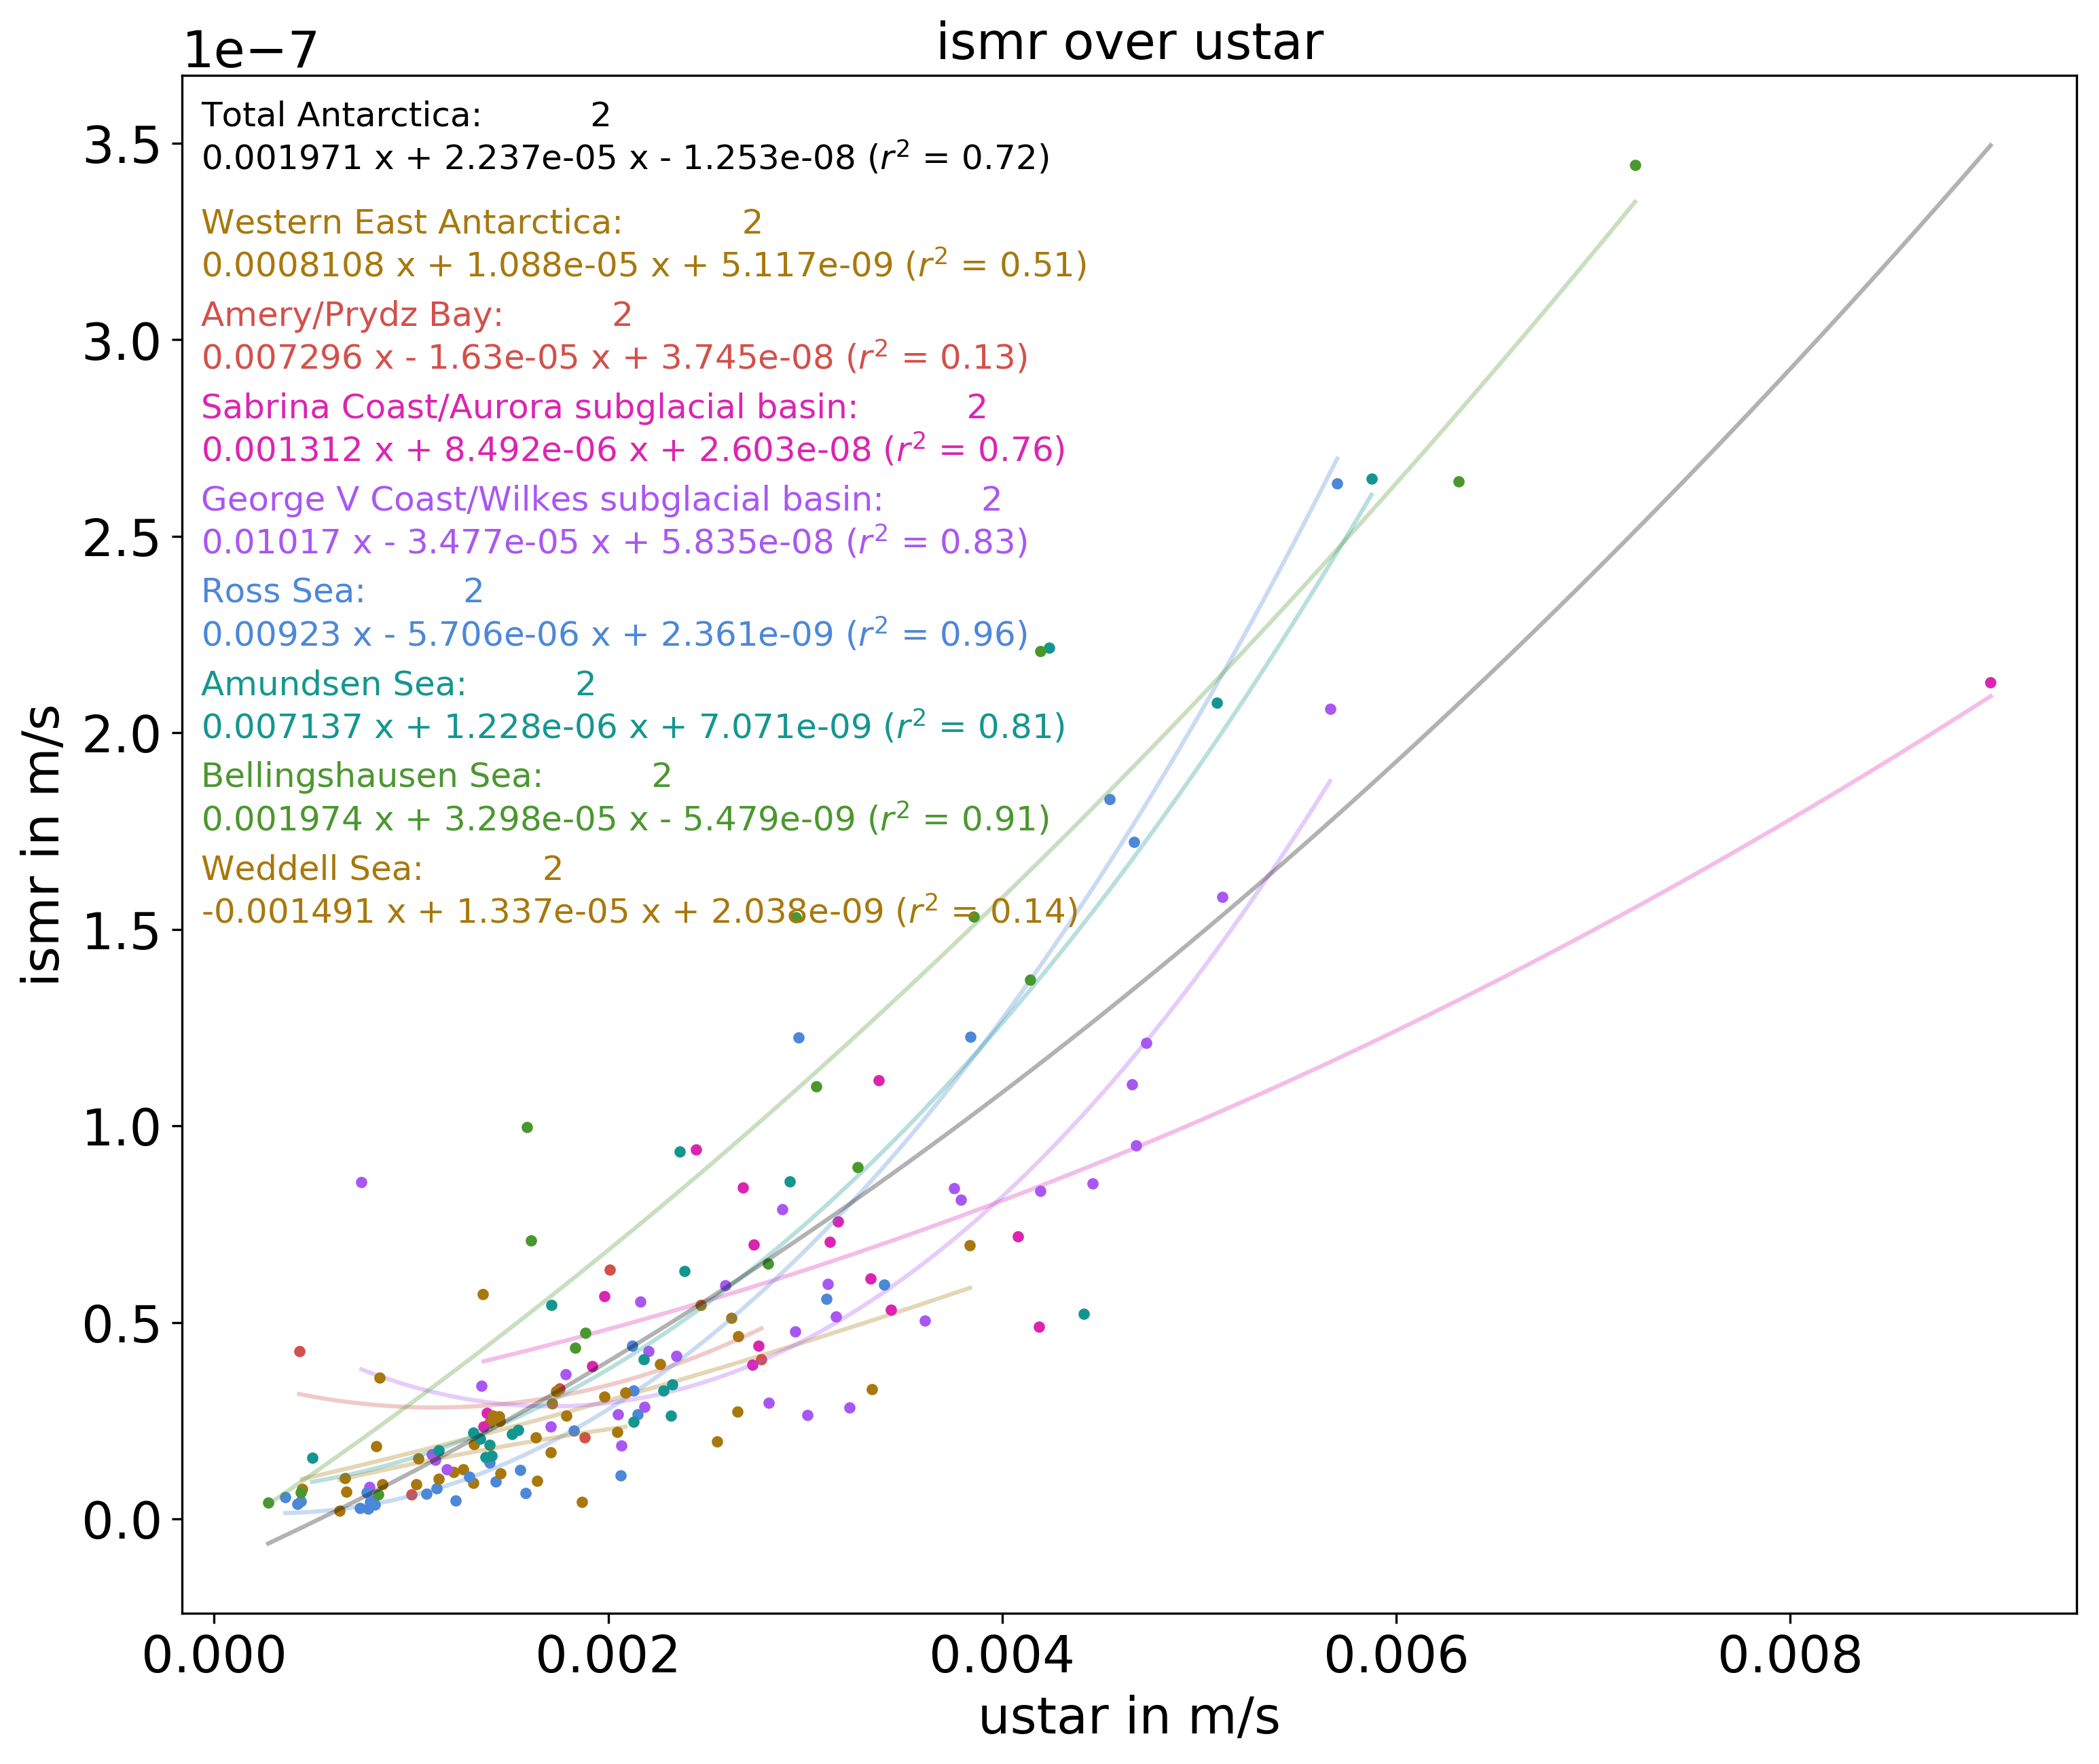 ismr over ustar
1e−7
Total Antarctica: 2
0.001971 x + 2.237e-05 x - 1.253e-08 (r² = 0.72)
Western East Antarctica: 2
0.0008108 x + 1.088e-05 x + 5.117e-09 (r² = 0.51)
Amery/Prydz Bay: 2
0.007296 x - 1.63e-05 x + 3.745e-08 (r² = 0.13)
Sabrina Coast/Aurora subglacial basin: 2
0.001312 x + 8.492e-06 x + 2.603e-08 (r² = 0.76)
George V Coast/Wilkes subglacial basin: 2
0.01017 x - 3.477e-05 x + 5.835e-08 (r² = 0.83)
Ross Sea: 2
0.00923 x - 5.706e-06 x + 2.361e-09 (r² = 0.96)
Amundsen Sea: 2
0.007137 x + 1.228e-06 x + 7.071e-09 (r² = 0.81)
Bellingshausen Sea: 2
0.001974 x + 3.298e-05 x - 5.479e-09 (r² = 0.91)
Weddell Sea: 2
-0.001491 x + 1.337e-05 x + 2.038e-09 (r² = 0.14)
3.5
3.0
2.5
2.0
1.5
1.0
0.5
0.0
ismr in m/s
0.000 0.002 0.004 0.006 0.008
ustar in m/s